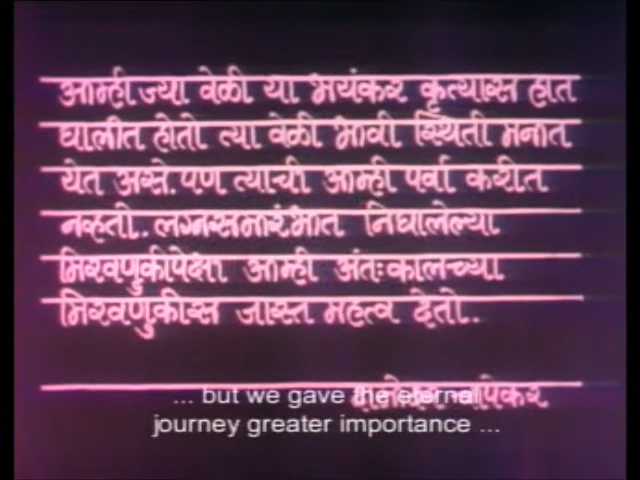 आम्ही ज्या वेळी या भयंकर कृत्यास हात
घालीत होतो त्या वेळी भावी स्थिती मनात
येत असे. पण त्याची आम्ही पर्वा करीत
नव्हतो.. लग्नसमारंभात निघालेल्या
मिरवणुकीपेक्षा आम्ही अंतःकालच्या
मिरवणुकीस जास्त महत्व देतो..
चापेकर
... but we gave the eternal
journey greater importance ...